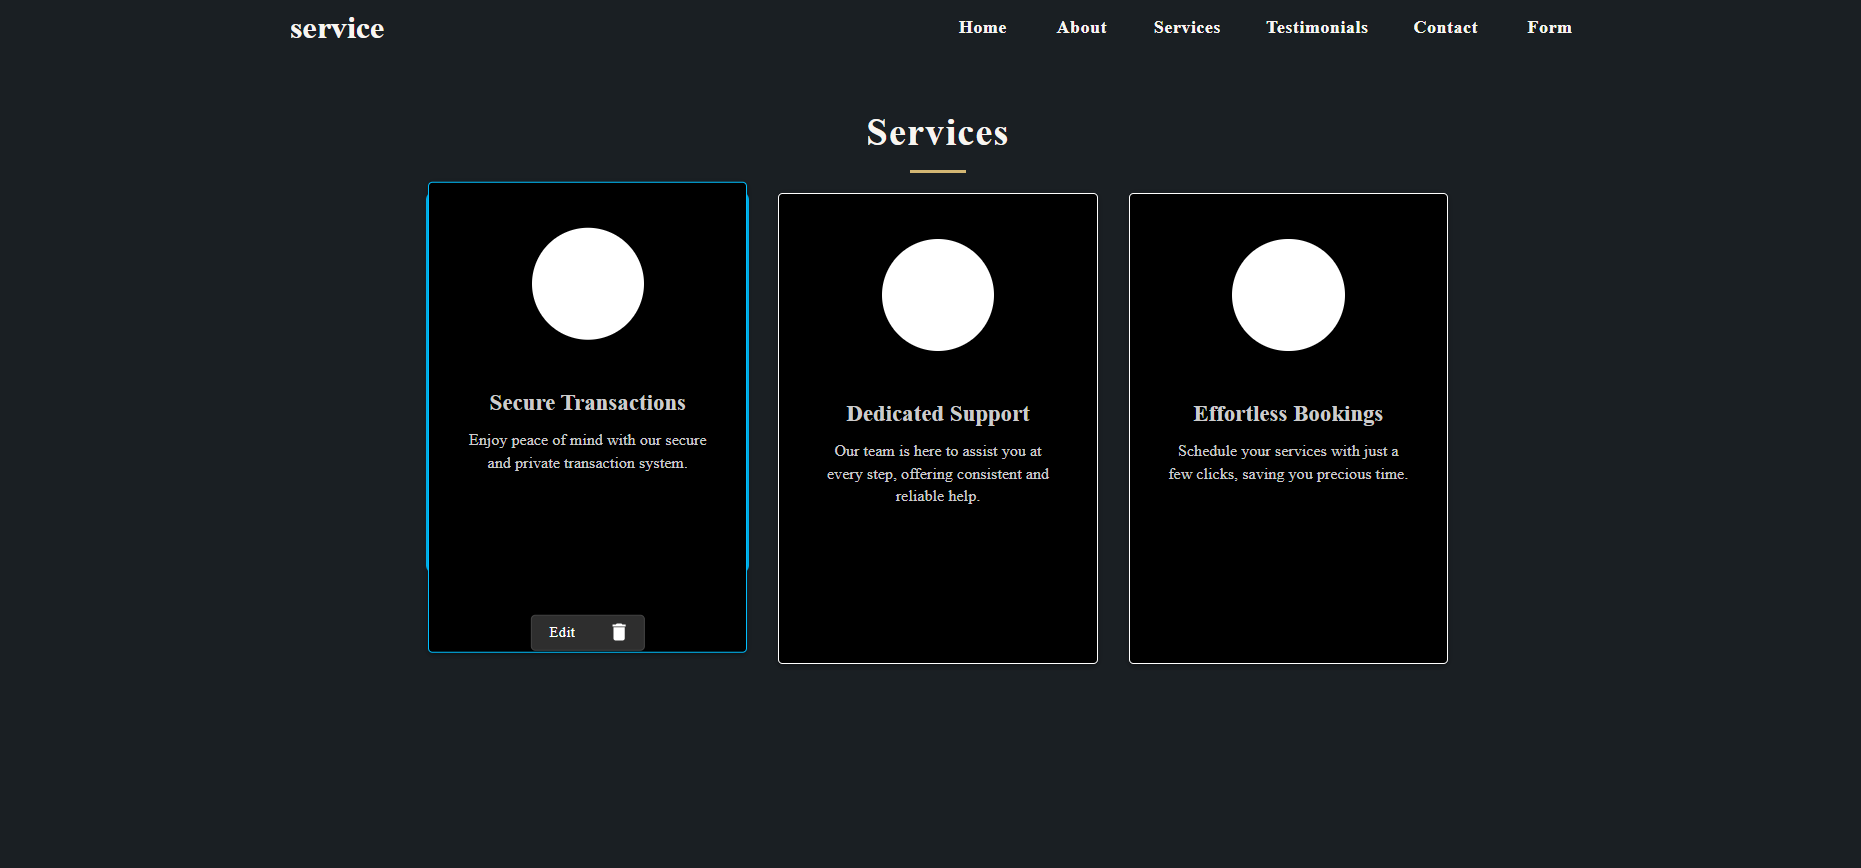 service
Home About Services Testimonials Contact Form
Services
Secure Transactions
Enjoy peace of mind with our secure
and private transaction system.
Edit
Dedicated Support
Our team is here to assist you at
every step, offering consistent and
reliable help.
Effortless Bookings
Schedule your services with just a
few clicks, saving you precious time.